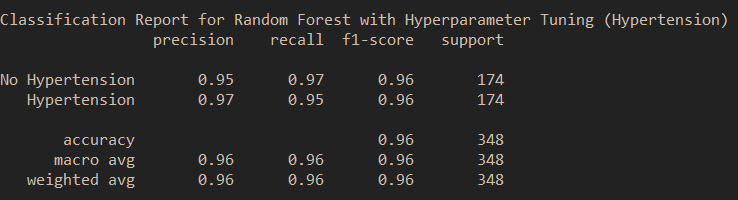 Classification Report for Random Forest with Hyperparameter Tuning (Hypertension)
precision recall f1-score support
No Hypertension 0.95 0.97 0.96 174
Hypertension 0.97 0.95 0.96 174
accuracy 0.96 348
macro avg 0.96 0.96 0.96 348
weighted avg 0.96 0.96 0.96 348